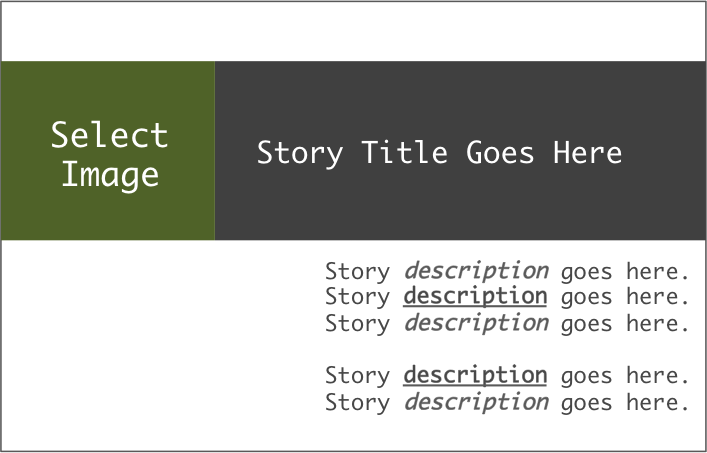 Select
Image
Story Title Goes Here
Story description goes here.
Story description goes here.
Story description goes here.
Story description goes here.
Story description goes here.